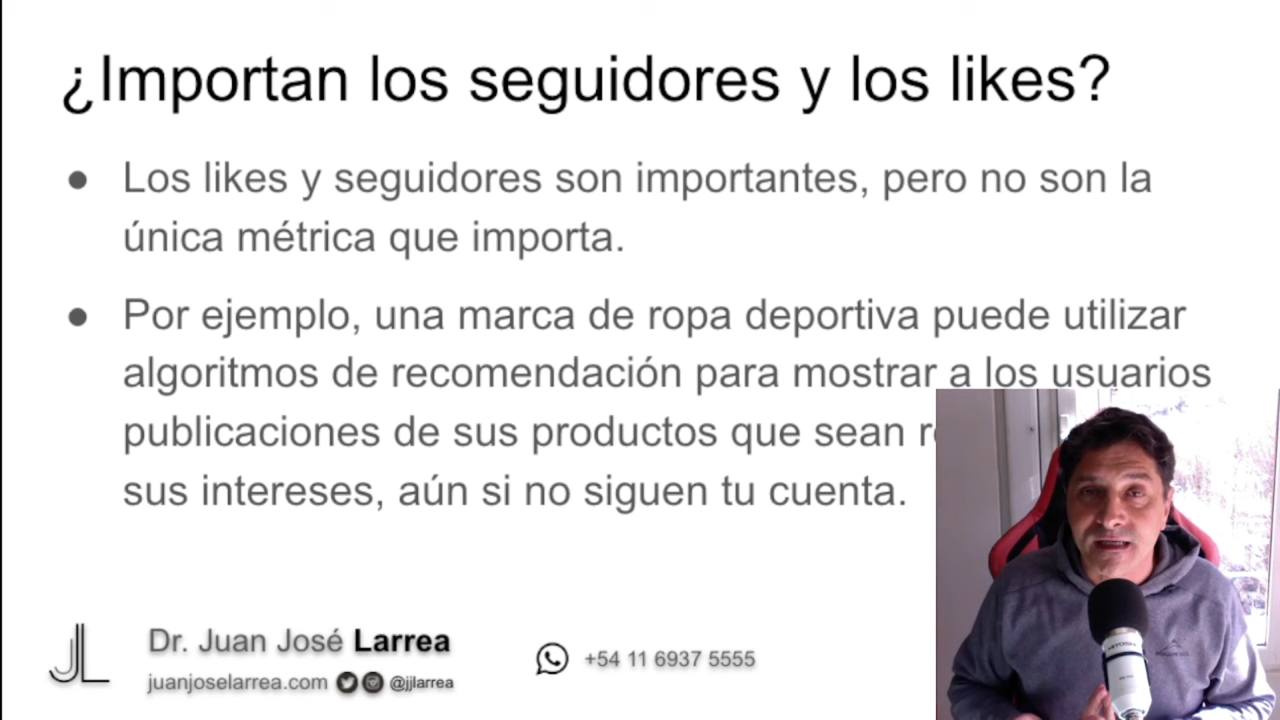 ¿Importan los seguidores y los likes?
● Los likes y seguidores son importantes, pero no son la
única métrica que importa.
● Por ejemplo, una marca de ropa deportiva puede utilizar
algoritmos de recomendación para mostrar a los usuarios
publicaciones de sus productos que sean
sus intereses, aún si no siguen tu cuenta.
JL
Dr. Juan José Larrea
juanjoselarrea.com @jjlarrea
+54 11 6937 5555